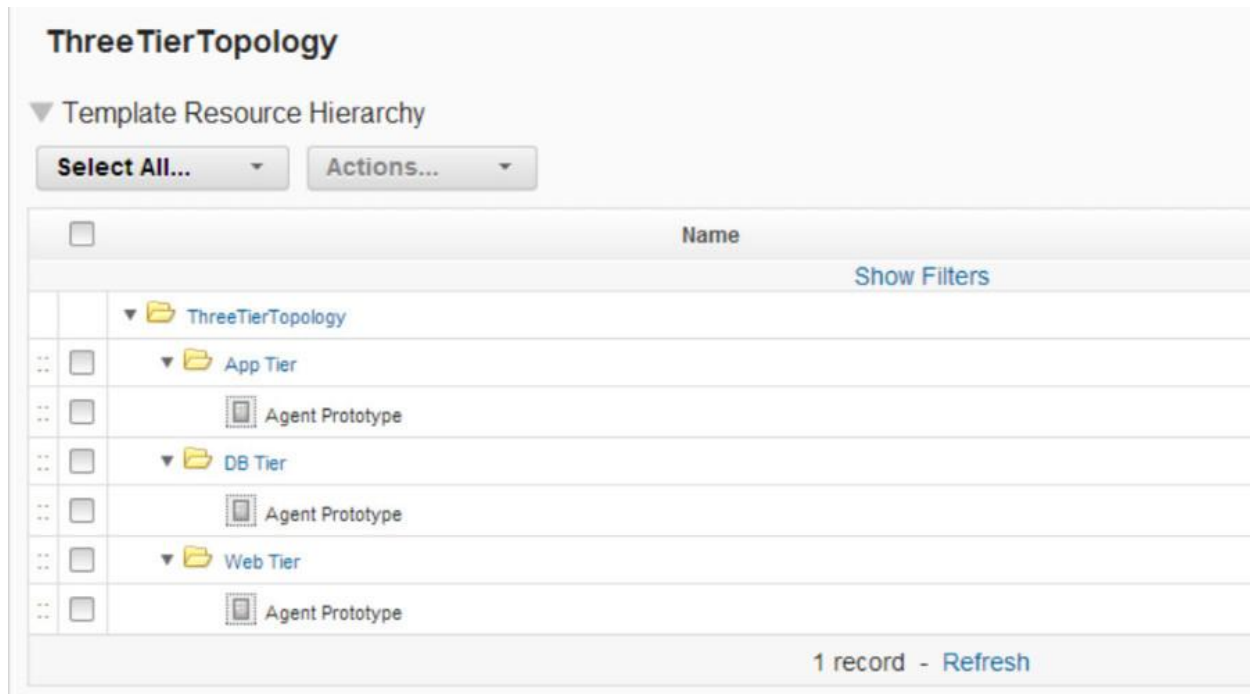 ThreeTierTopology
Template Resource Hierarchy
Select All... Actions...
Name
Show Filters
ThreeTierTopology
App Tier
Agent Prototype
DB Tier
Agent Prototype
Web Tier
Agent Prototype
1 record - Refresh